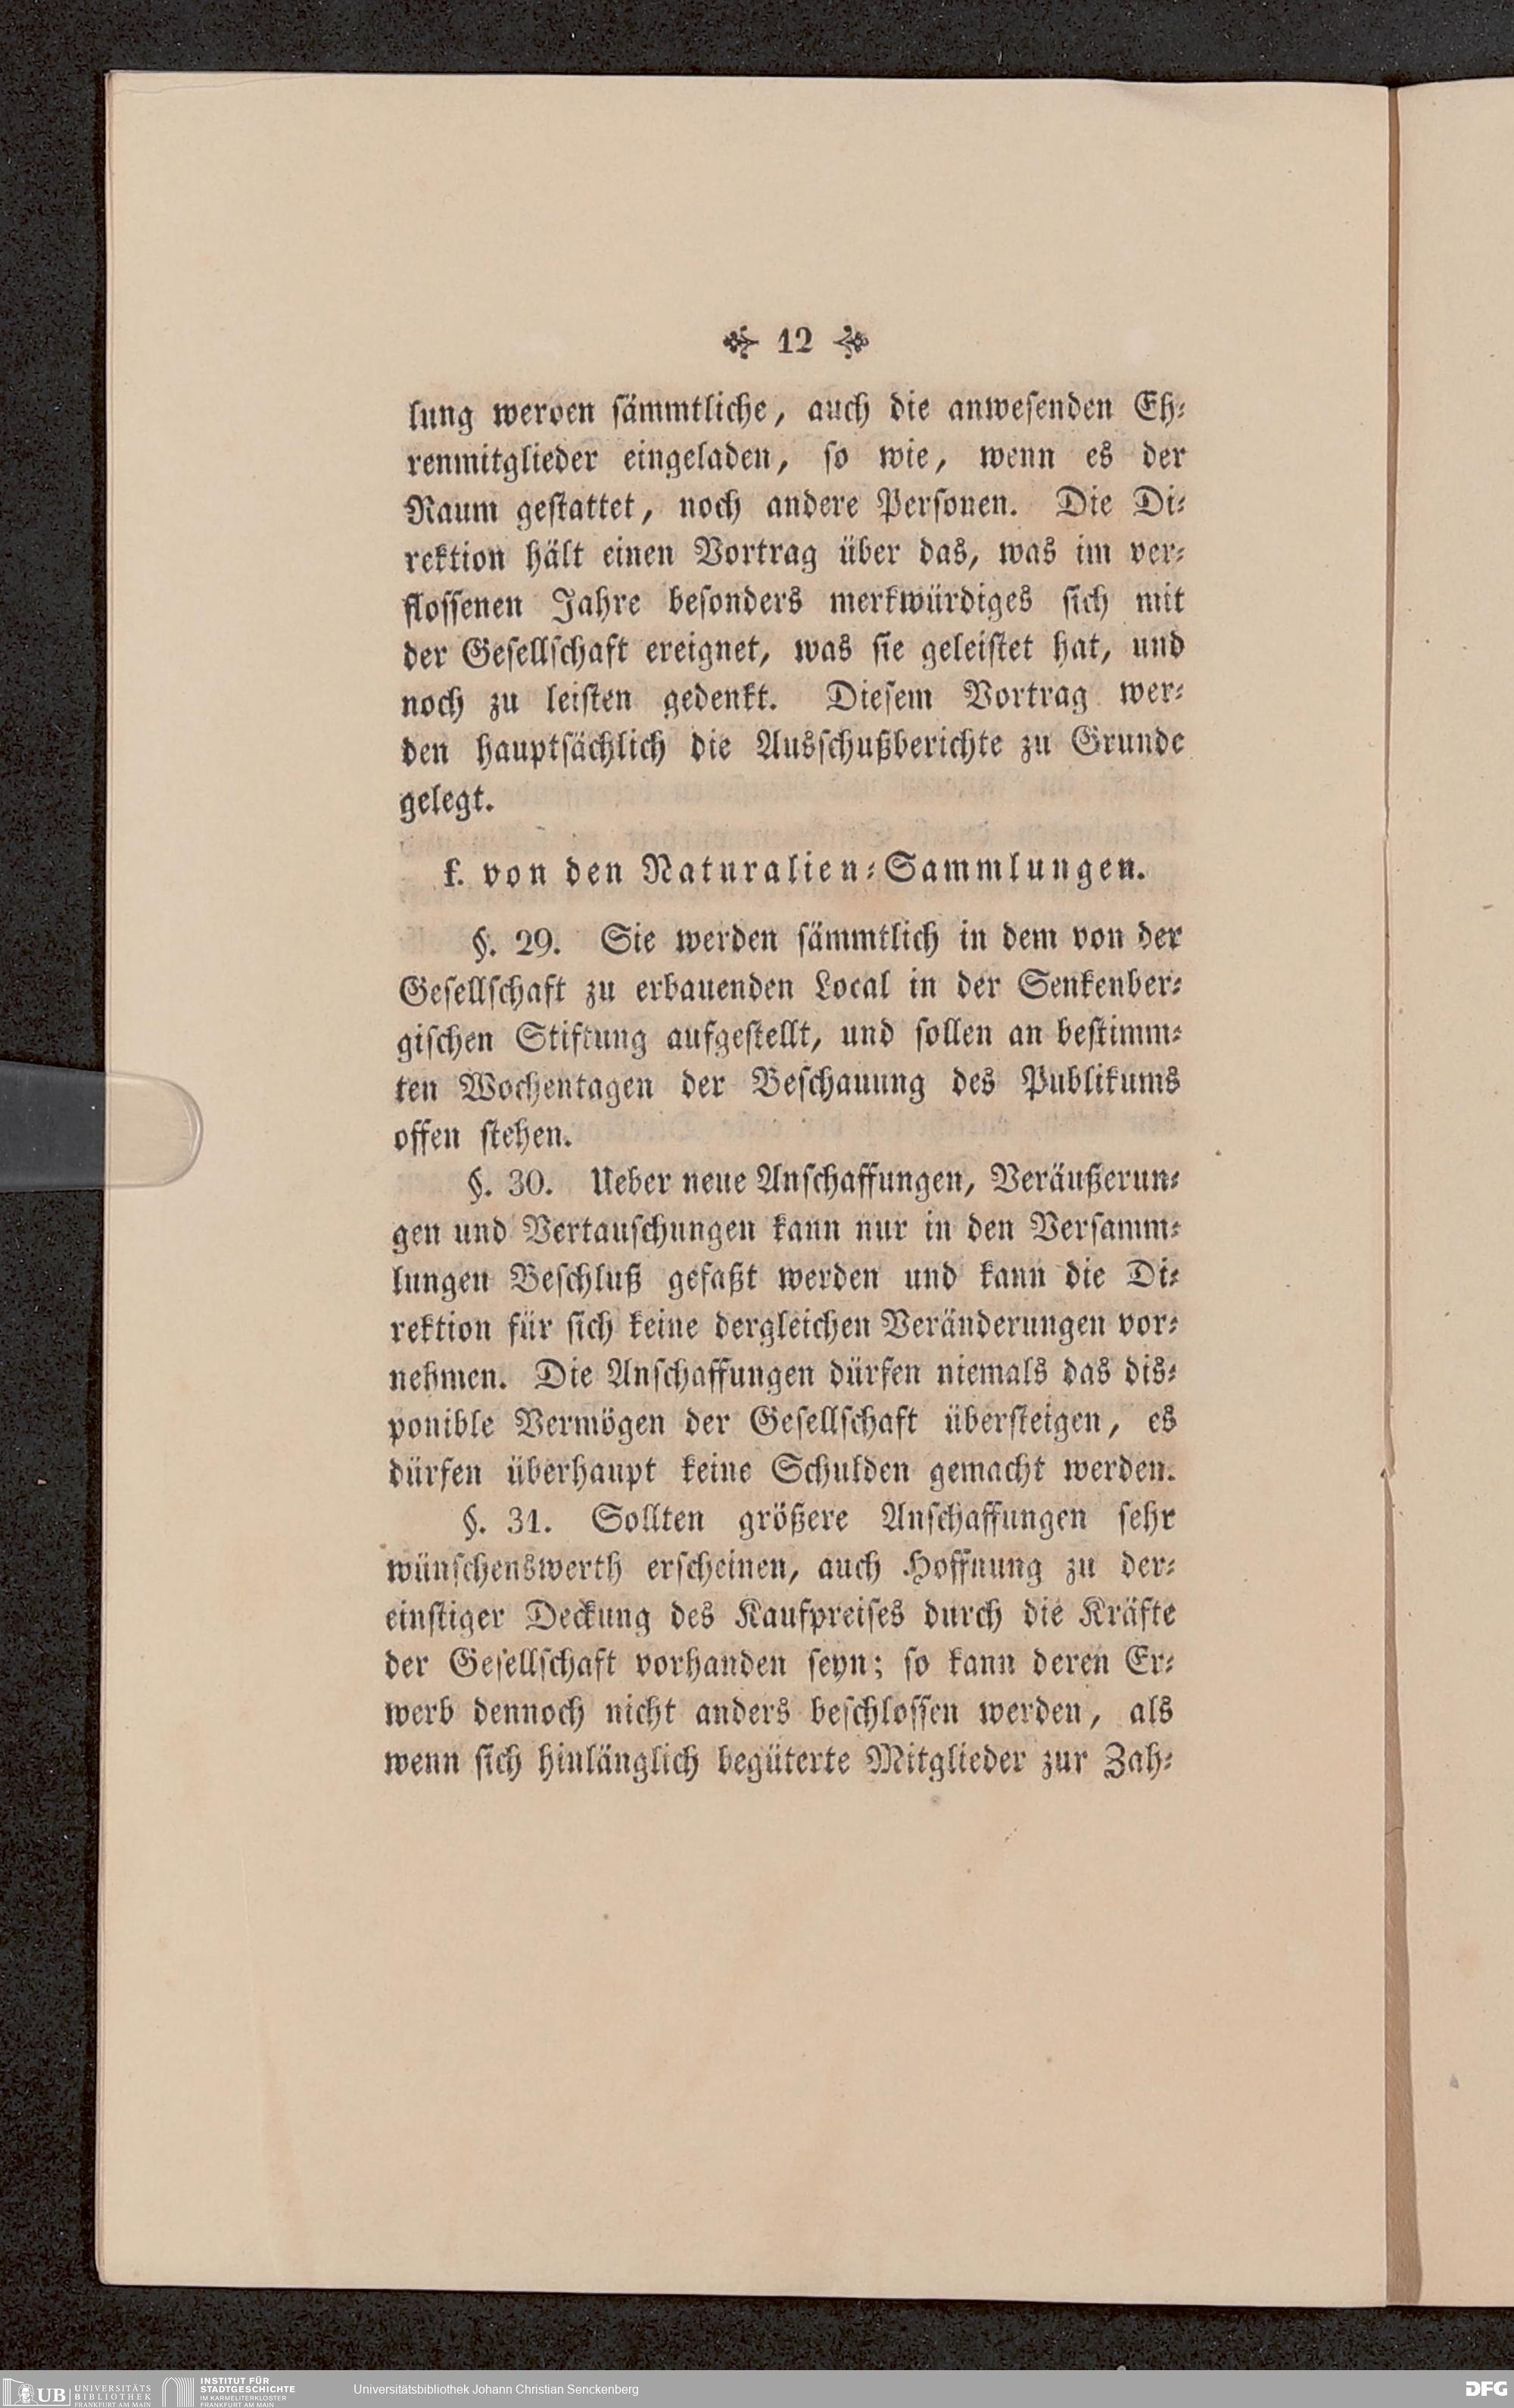 12
lung werden sämmtliche, auch die anwesenden Eh-
renmitglieder eingeladen, so wie, wenn es der
Raum gestattet, noch andere Personen. Die Di-
rektion hält einen Vortrag über das, was im ver-
flossenen Jahre besonders merkwürdiges sich mit
der Gesellschaft ereignet, was sie geleistet hat, und
noch zu leisten gedenkt. Diesem Vortrag wer-
den hauptsächlich die Ausschußberichte zu Grunde
gelegt.
k. von den Naturalien-Sammlungen.
§. 29. Sie werden sämmtlich in dem von der
Gesellschaft zu erbauenden Local in der Senkenber-
gischen Stiftung aufgestellt, und sollen an bestimm-
ten Wochentagen der Beschauung des Publikums
offen stehen.
§. 30. Ueber neue Anschaffungen, Veräußerun-
gen und Vertauschungen kann nur in den Versamm-
lungen Beschluß gefaßt werden und kann die Di-
rektion für sich keine dergleichen Veränderungen vor-
nehmen. Die Anschaffungen dürfen niemals das dis-
ponible Vermögen der Gesellschaft übersteigen, es
dürfen überhaupt keine Schulden gemacht werden.
§. 31. Sollten größere Anschaffungen sehr
wünschenswerth erscheinen, auch Hoffnung zu der-
einstiger Deckung des Kaufpreises durch die Kräfte
der Gesellschaft vorhanden seyn; so kann deren Er-
werb dennoch nicht anders beschlossen werden, als
wenn sich hinlänglich begüterte Mitglieder zur Zah-
UB UNIVERSITÄTS BIBLIOTHEK FRANKFURT AM MAIN
INSTITUT FÜR STADTGESCHICHTE IM KARMELITERKLOSTER FRANKFURT AM MAIN
Universitätsbibliothek Johann Christian Senckenberg
DFG